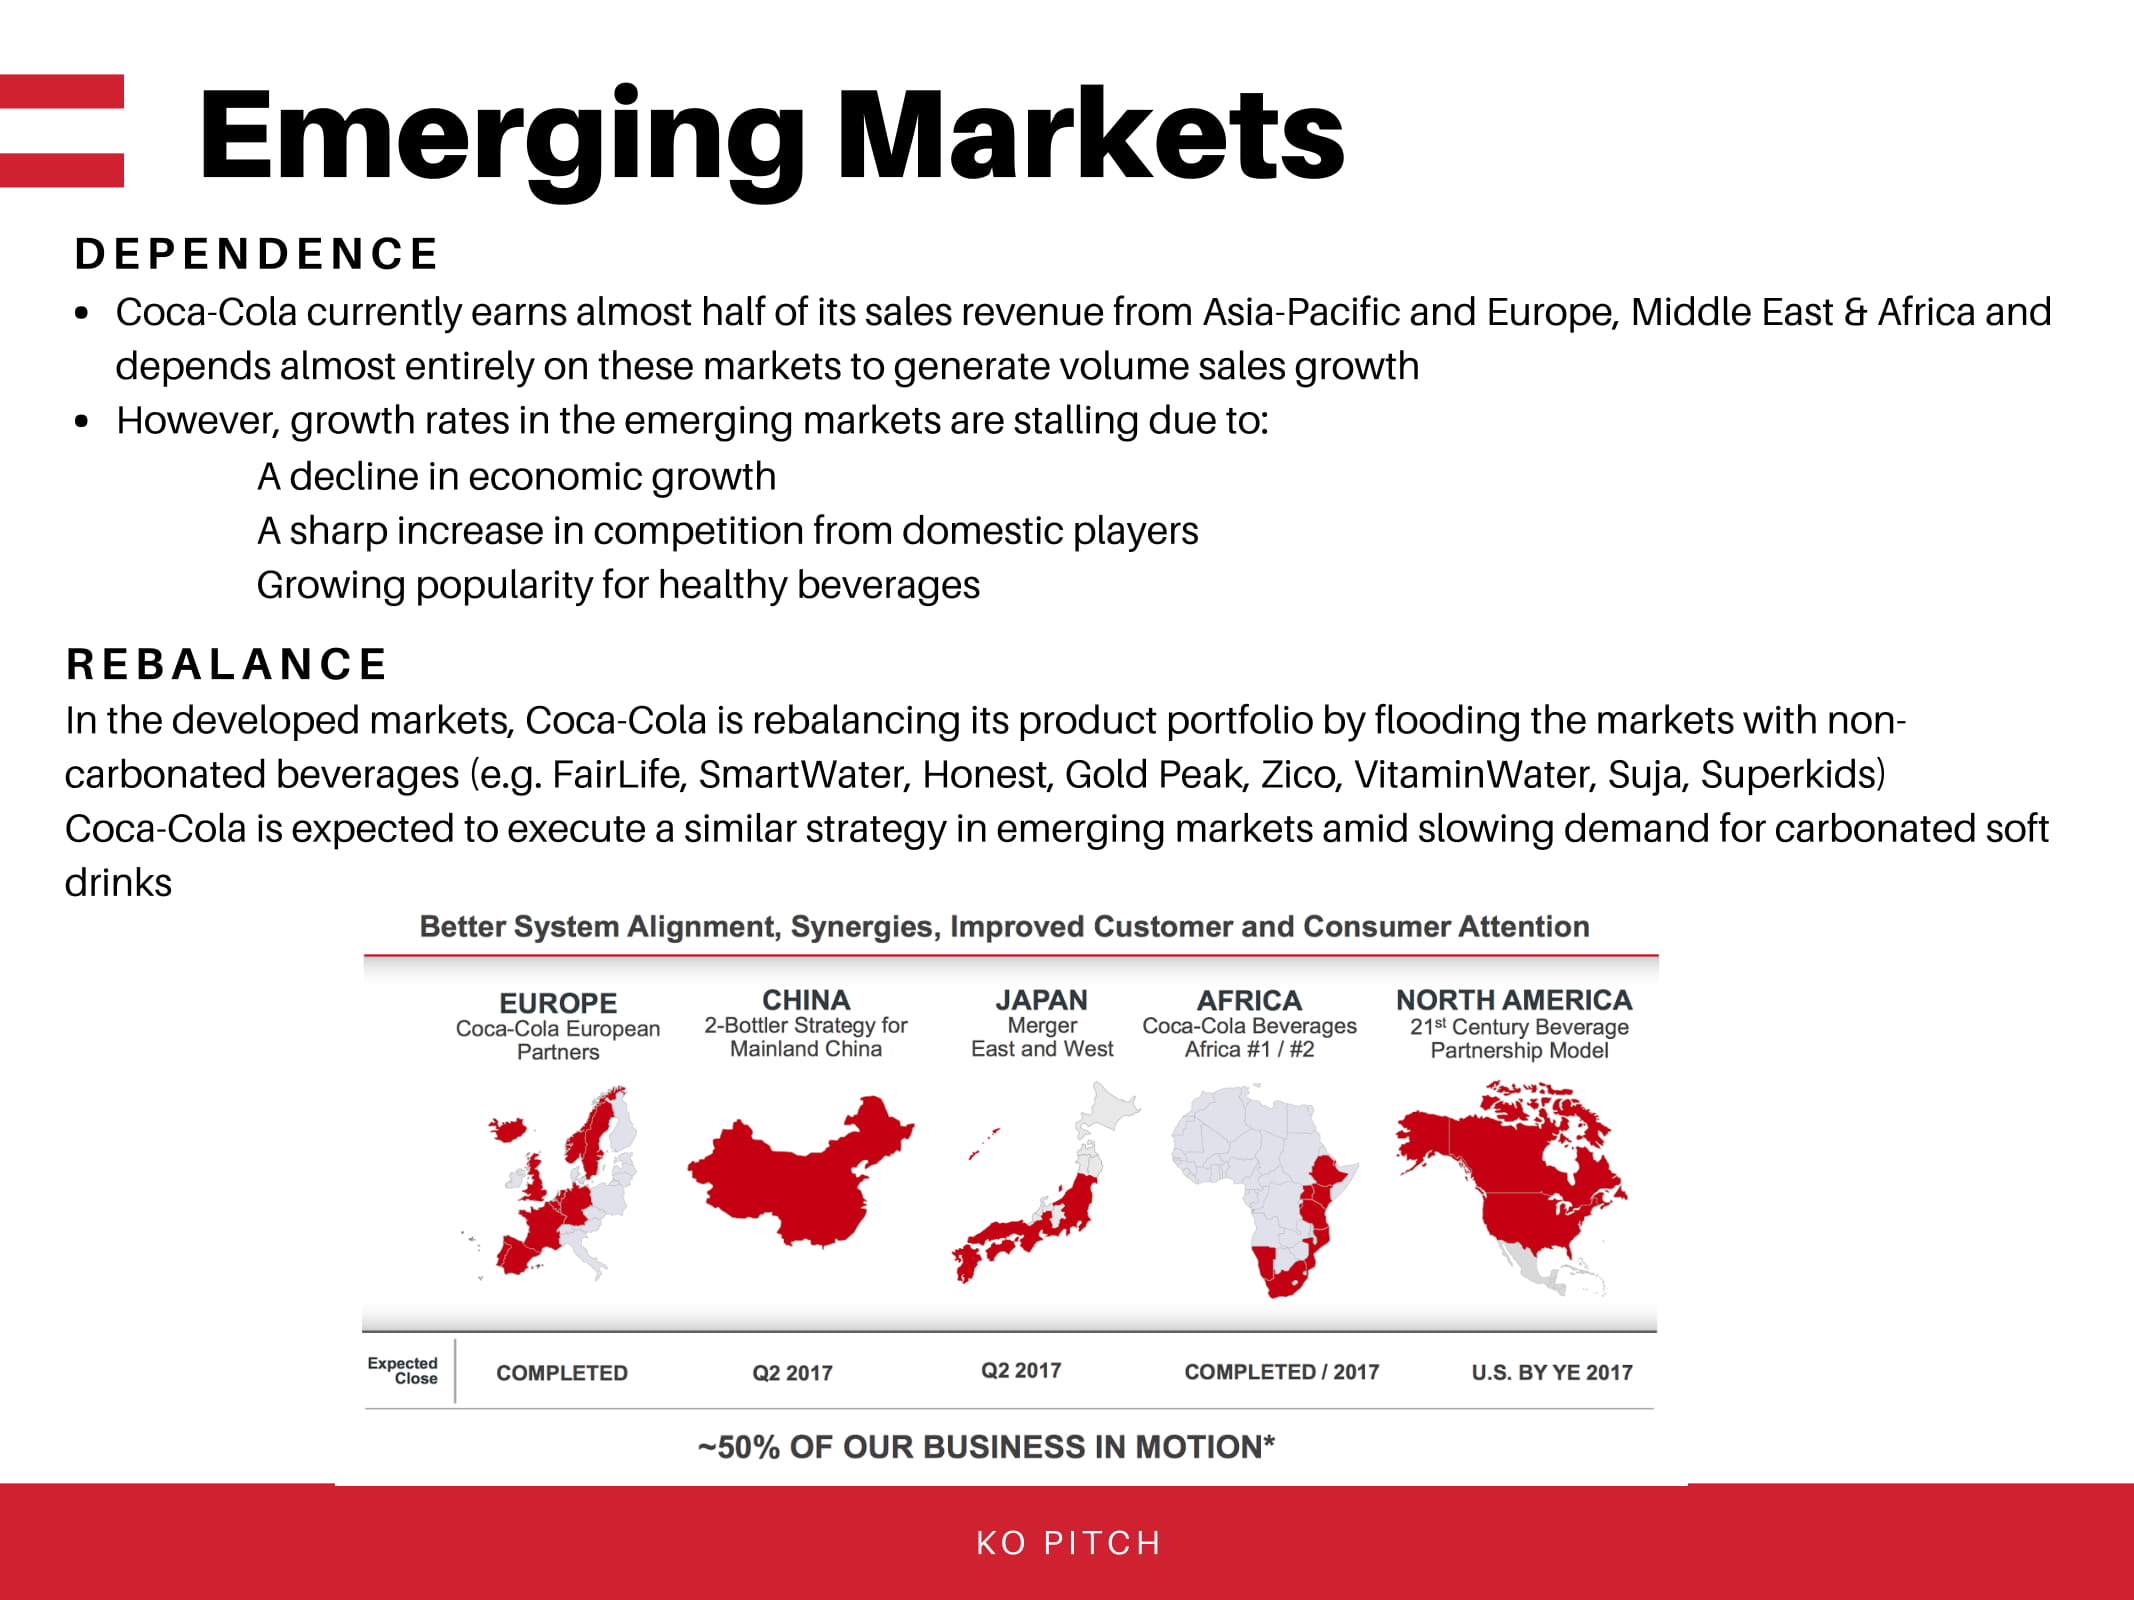 Emerging Markets
DEPENDENCE
• Coca-Cola currently earns almost half of its sales revenue from Asia-Pacific and Europe, Middle East & Africa and
depends almost entirely on these markets to generate volume sales growth
• However, growth rates in the emerging markets are stalling due to:
A decline in economic growth
A sharp increase in competition from domestic players
Growing popularity for healthy beverages
REBALANCE
In the developed markets, Coca-Cola is rebalancing its product portfolio by flooding the markets with non-
carbonated beverages (e.g. FairLife, SmartWater, Honest, Gold Peak, Zico, VitaminWater, Suja, Superkids)
Coca-Cola is expected to execute a similar strategy in emerging markets amid slowing demand for carbonated soft
drinks
Better System Alignment, Synergies, Improved Customer and Consumer Attention
EUROPE
Coca-Cola European
Partners
CHINA
2-Bottler Strategy for
Mainland China
JAPAN
Merger
East and West
AFRICA
Coca-Cola Beverages
Africa #1 / #2
NORTH AMERICA
21st Century Beverage
Partnership Model
Expected
Close
COMPLETED
Q2 2017
Q2 2017
COMPLETED / 2017
U.S. BY YE 2017
~50% OF OUR BUSINESS IN MOTION*
KO PITCH